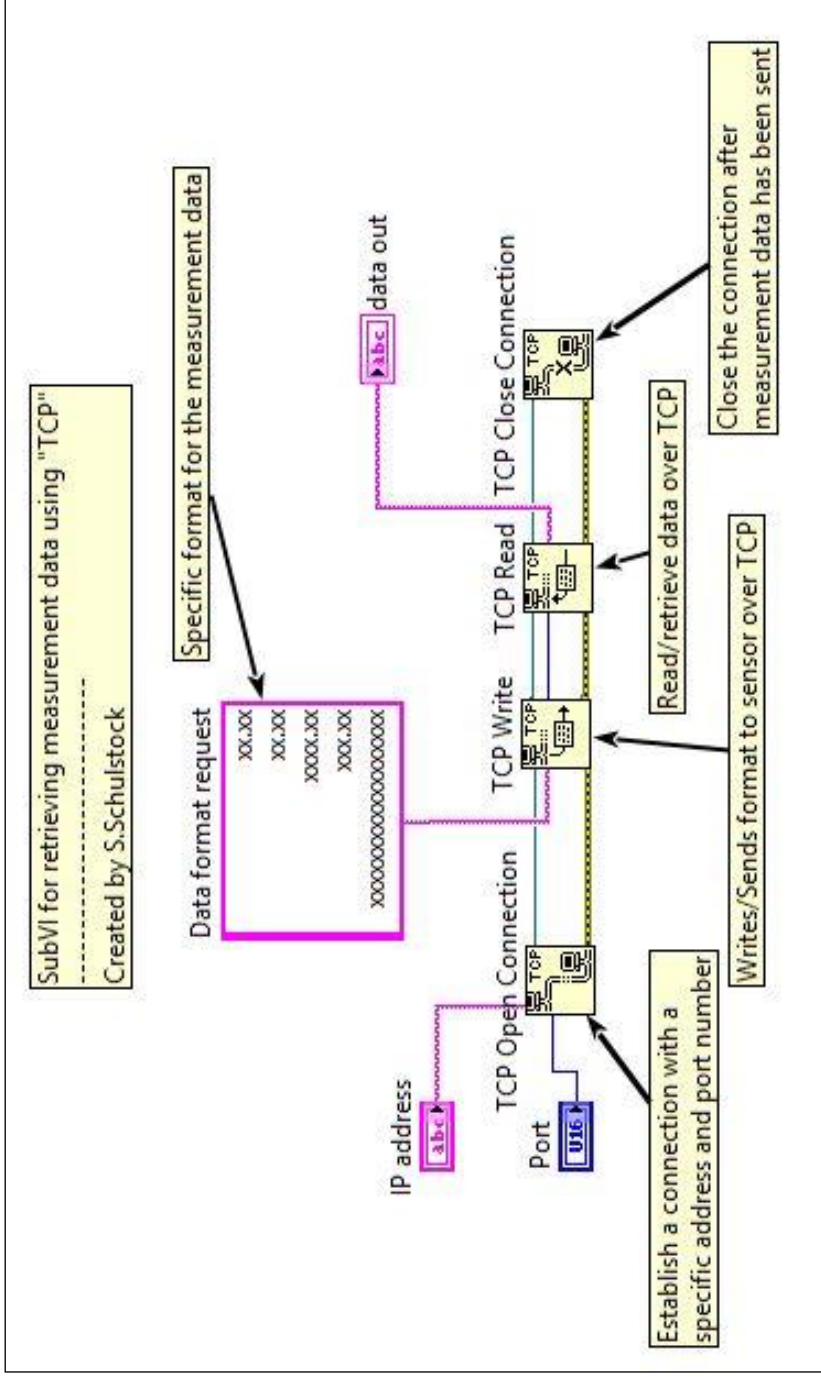 SubVI for retrieving measurement data using "TCP"
------------------------------
Created by S.Schulstock
Specific format for the measurement data
Data format request
xx.xx
xx.xx
xxxx.xx
xxx.xx
xxxxxxxxxxxxxxxxxxxx
IP address
abc
data out
abc
TCP Open Connection
TCP Write
TCP Read
TCP Close Connection
TCP
TCP
TCP
TCP
Port
U16
Establish a connection with a
specific address and port number
Writes/Sends format to sensor over TCP
Read/retrieve data over TCP
Close the connection after
measurement data has been sent